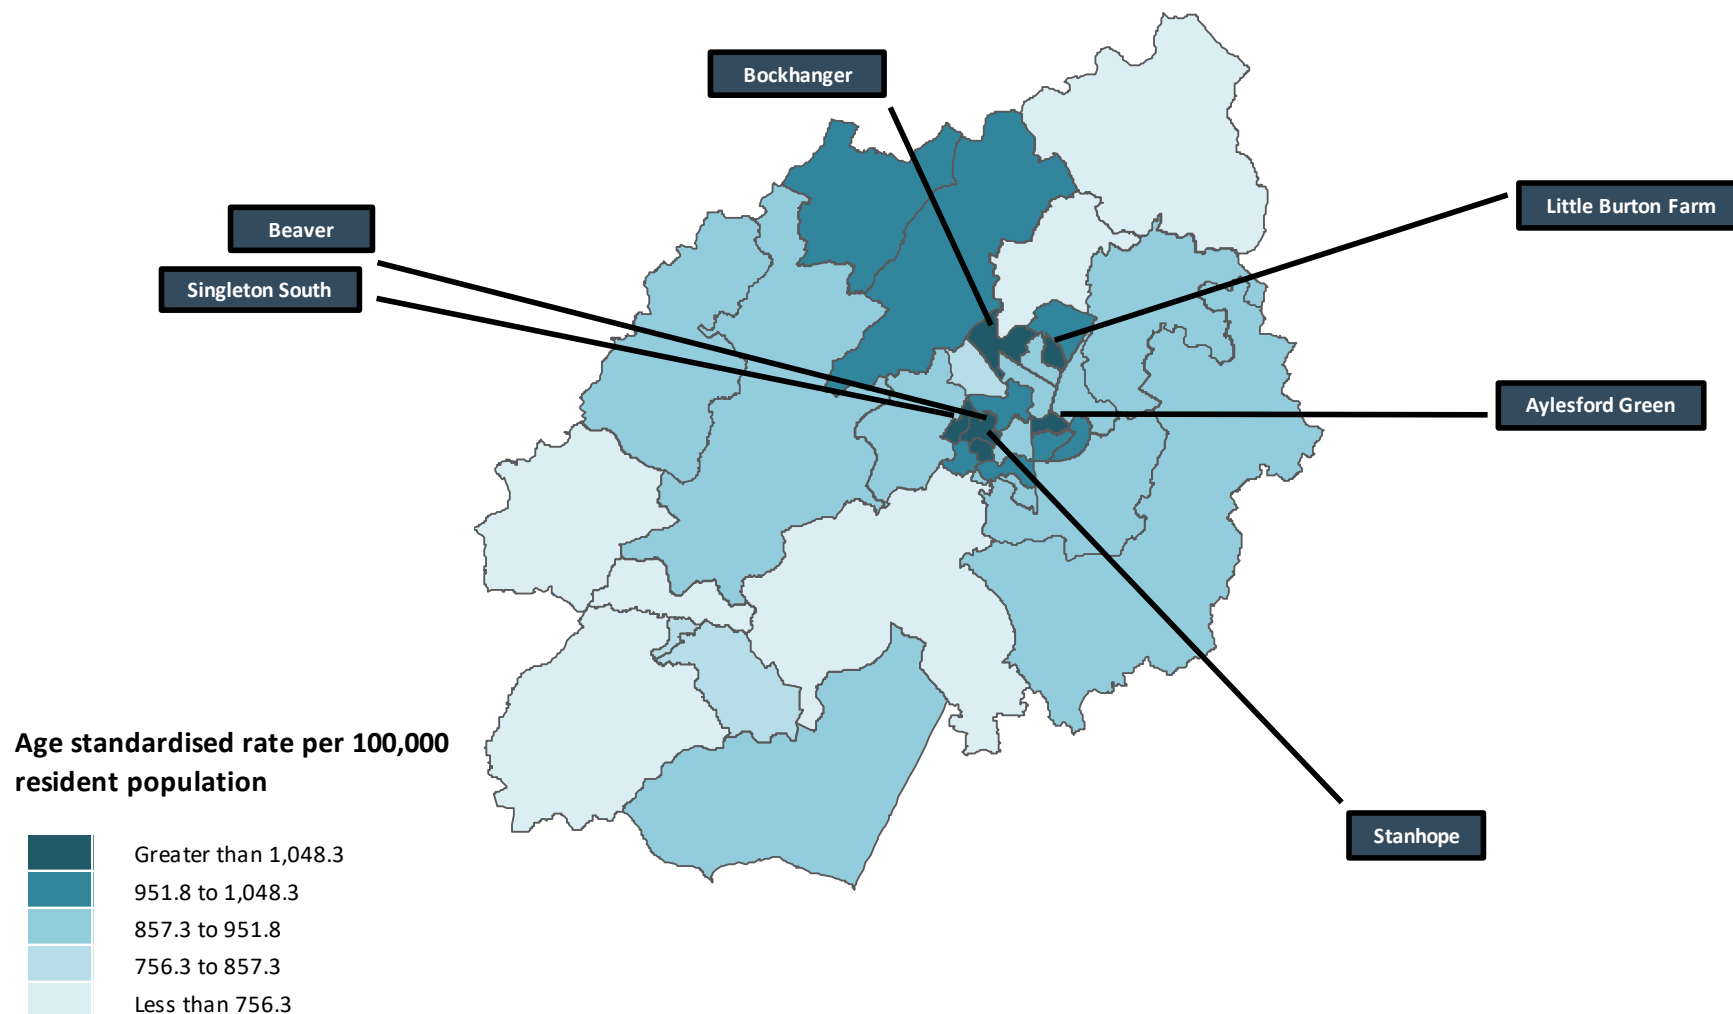 Bockhanger
Little Burton Farm
Beaver
Singleton South
Aylesford Green
Stanhope
Age standardised rate per 100,000
resident population
Greater than 1,048.3
951.8 to 1,048.3
857.3 to 951.8
756.3 to 857.3
Less than 756.3